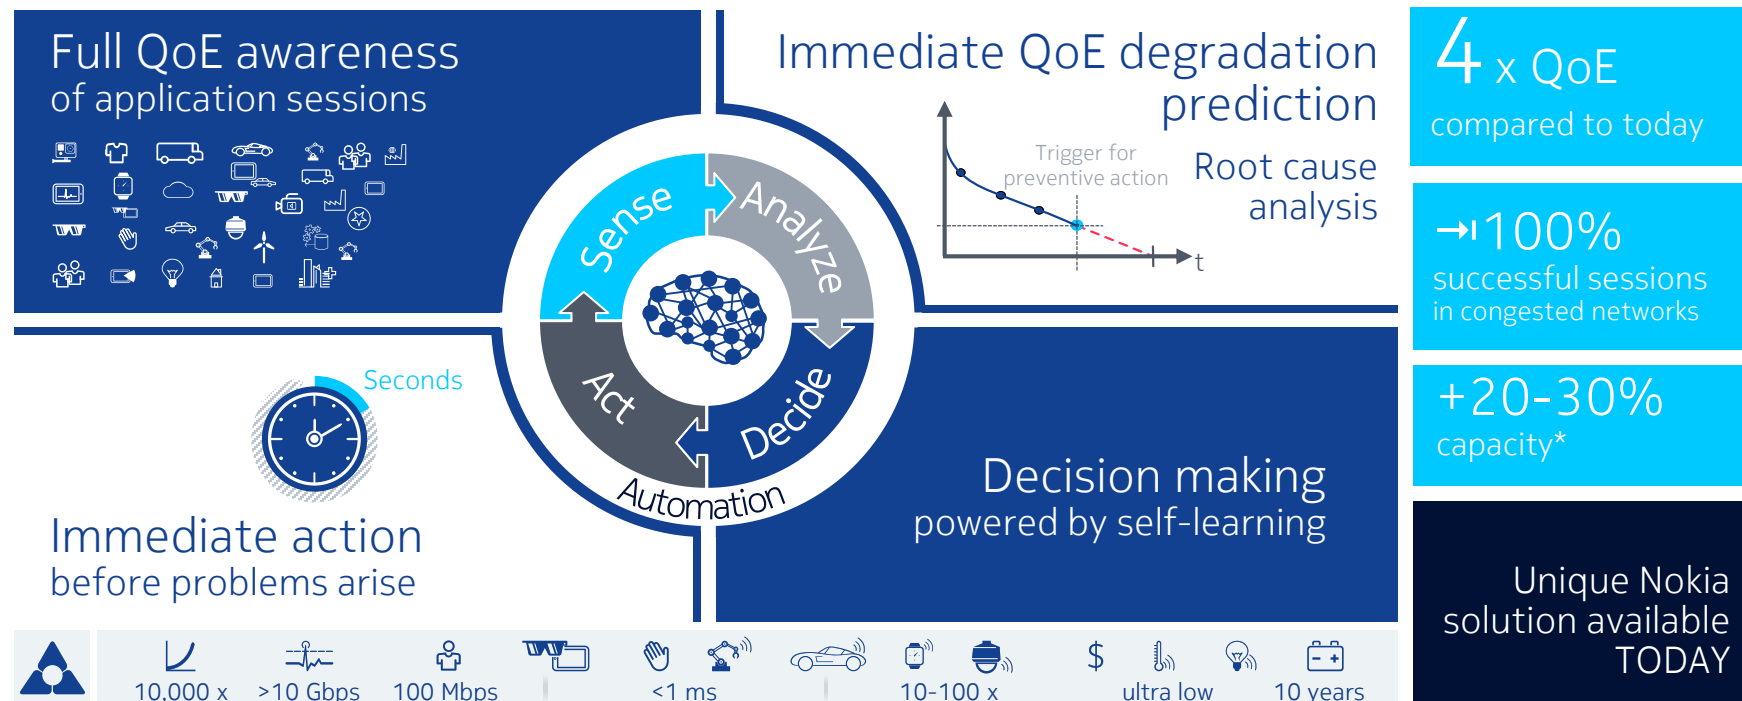 Full QoE awareness
of application sessions
Immediate QoE degradation
prediction
Trigger for
preventive action
Root cause
analysis
t
Sense
Analyze
Decide
Act
Automation
Seconds
Immediate action
before problems arise
Decision making
powered by self-learning
4 x QoE
compared to today
→100%
successful sessions
in congested networks
+20-30%
capacity*
Unique Nokia
solution available
TODAY
$
10,000 x
>10 Gbps
100 Mbps
<1 ms
10-100 x
ultra low
10 years